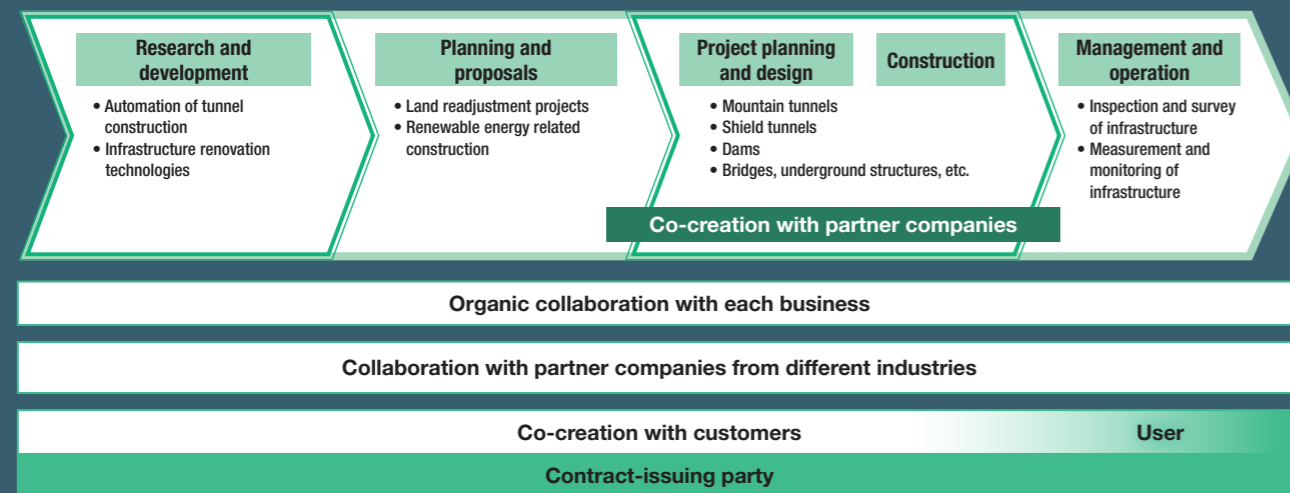 Research and
development
• Automation of tunnel
construction
• Infrastructure renovation
technologies
Planning and
proposals
• Land readjustment projects
• Renewable energy related
construction
Project planning
and design
Construction
• Mountain tunnels
• Shield tunnels
• Dams
• Bridges, underground structures, etc.
Management and
operation
• Inspection and survey
of infrastructure
• Measurement and
monitoring of
infrastructure
Co-creation with partner companies
Organic collaboration with each business
Collaboration with partner companies from different industries
Co-creation with customers
User
Contract-issuing party